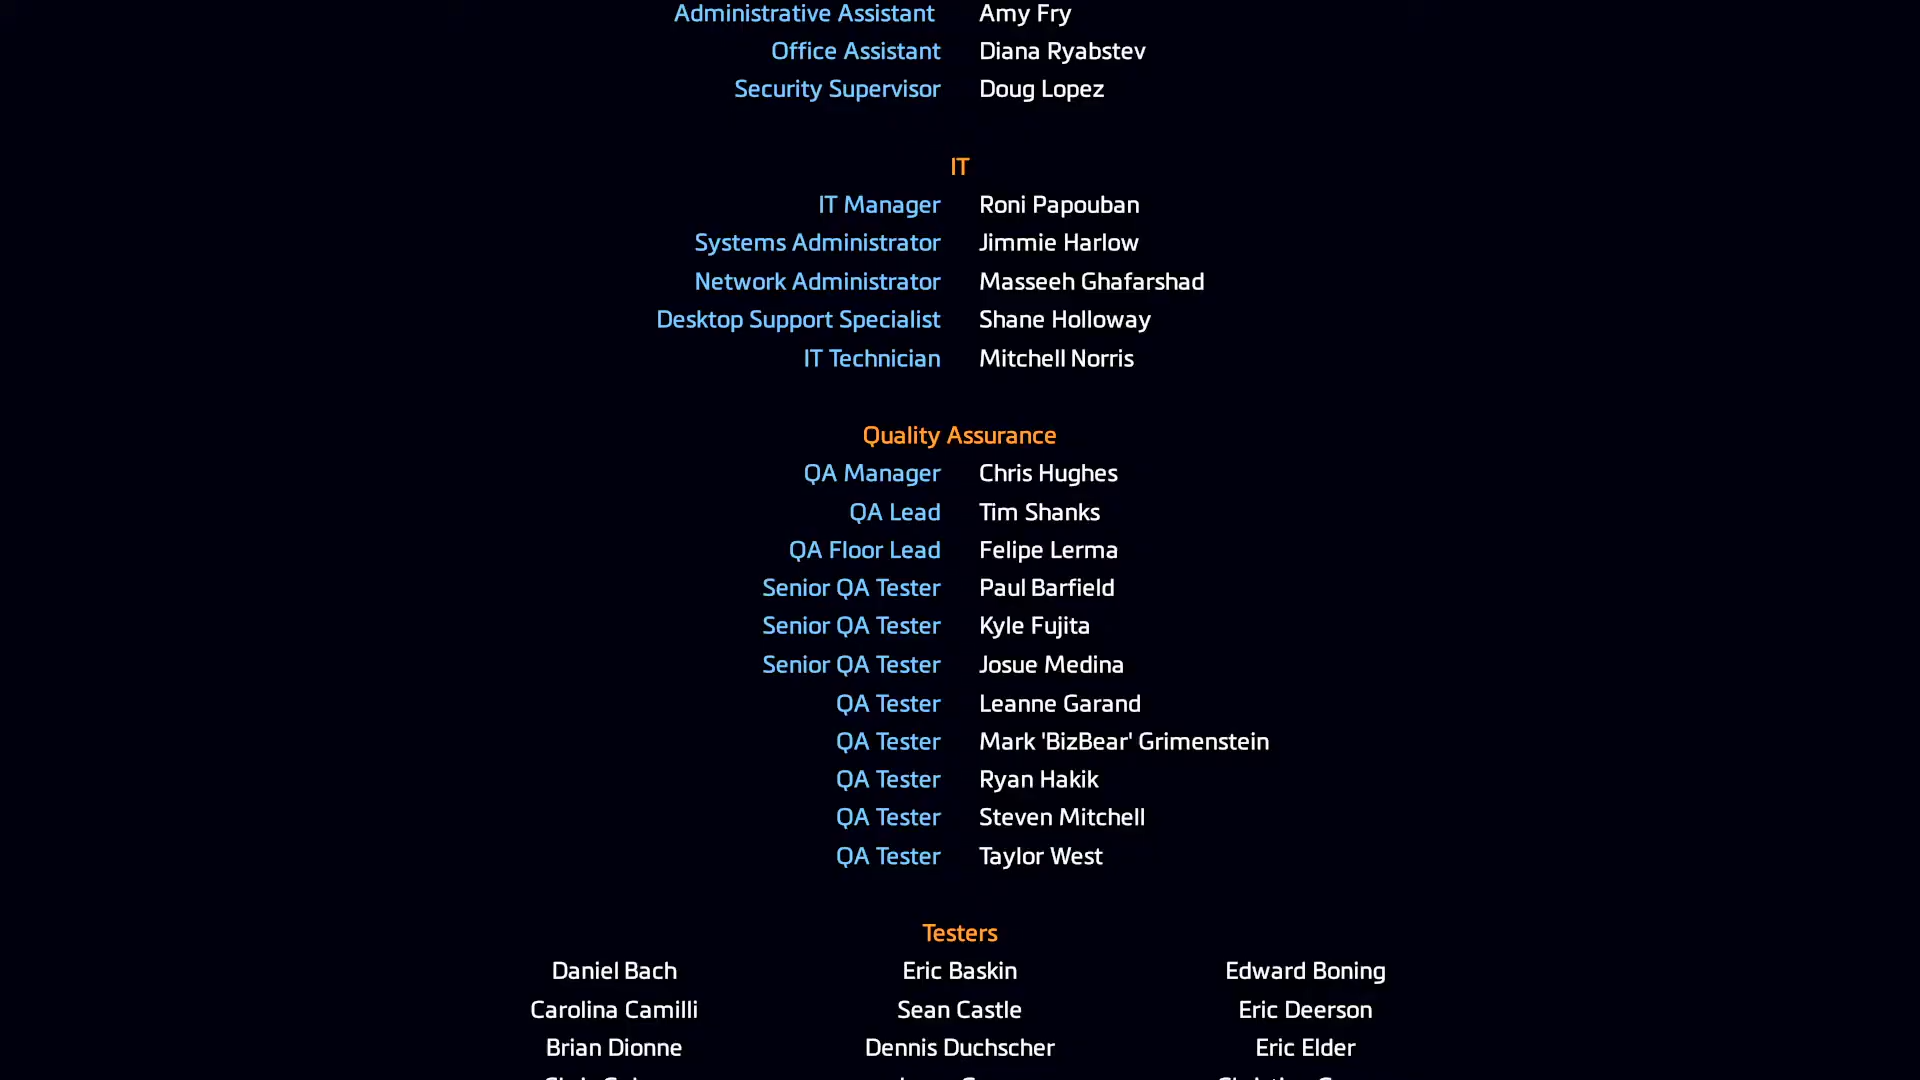 Administrative Assistant Amy Fry
Office Assistant Diana Ryabstev
Security Supervisor Doug Lopez
IT
IT Manager Roni Papouban
Systems Administrator Jimmie Harlow
Network Administrator Masseeh Ghafarshad
Desktop Support Specialist Shane Holloway
IT Technician Mitchell Norris
Quality Assurance
QA Manager Chris Hughes
QA Lead Tim Shanks
QA Floor Lead Felipe Lerma
Senior QA Tester Paul Barfield
Senior QA Tester Kyle Fujita
Senior QA Tester Josue Medina
QA Tester Leanne Garand
QA Tester Mark 'BizBear' Grimenstein
QA Tester Ryan Hakik
QA Tester Steven Mitchell
QA Tester Taylor West
Testers
Daniel Bach Eric Baskin Edward Boning
Carolina Camilli Sean Castle Eric Deerson
Brian Dionne Dennis Duchscher Eric Elder